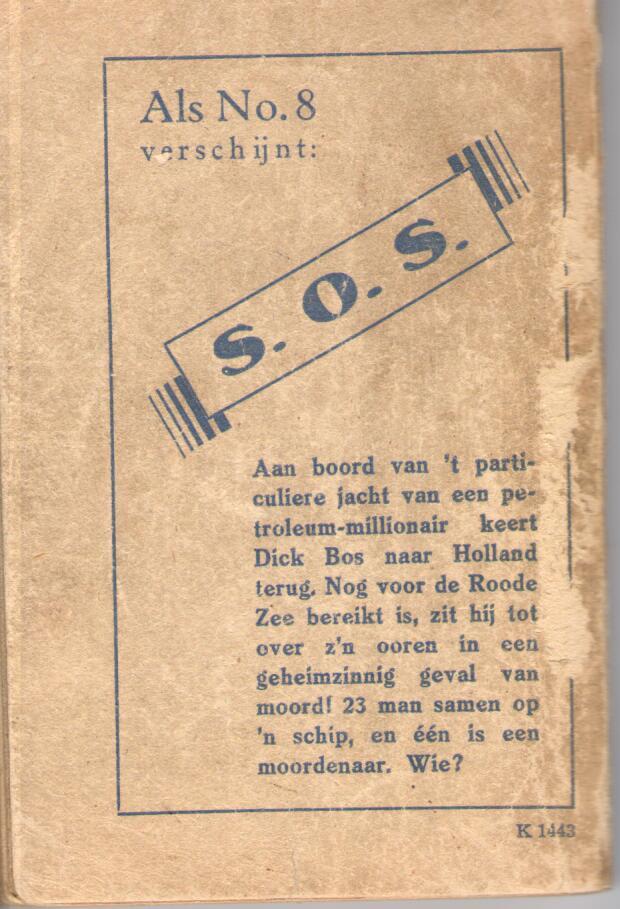 Als No. 8
verschijnt:
S. O. S.
Aan boord van 't parti-
culiere jacht van een pe-
troleum-millionair keert
Dick Bos naar Holland
terug. Nog voor de Roode
Zee bereikt is, zit hij tot
over z'n ooren in een
geheimzinnig geval van
moord! 23 man samen op
'n schip, en één is een
moordenaar. Wie?
K 1443